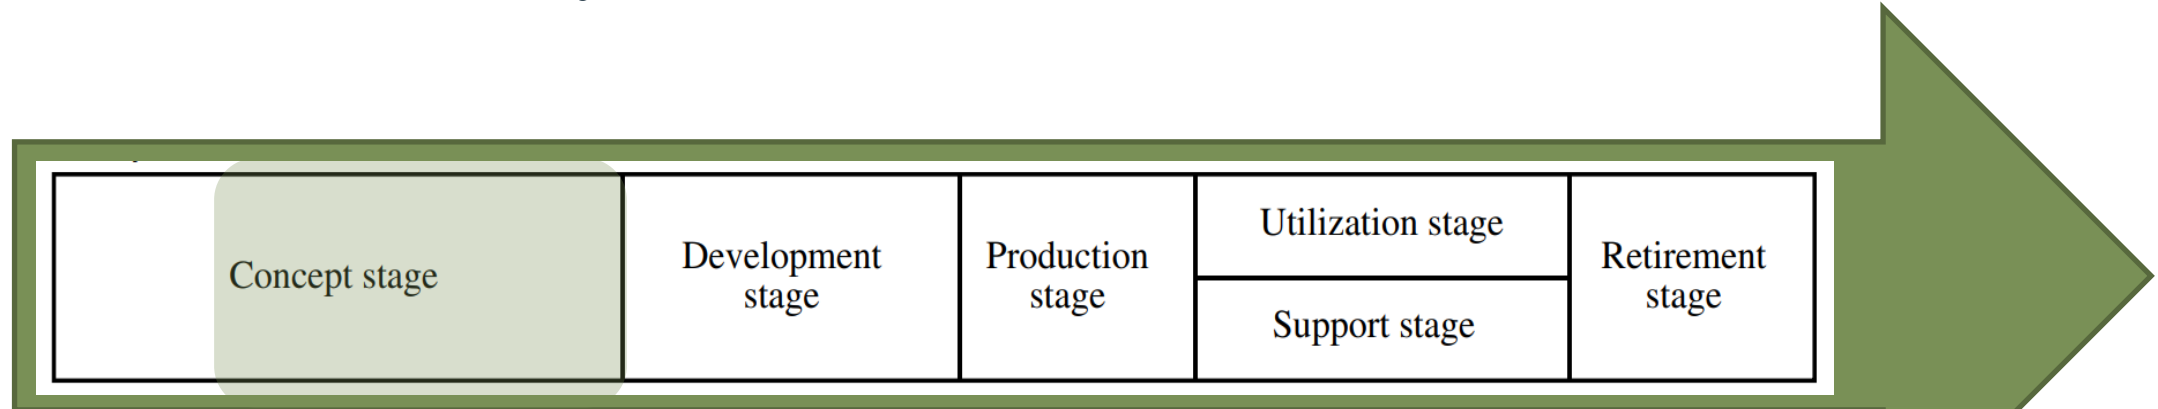 Concept stage
Development
stage
Production
stage
Utilization stage
Support stage
Retirement
stage